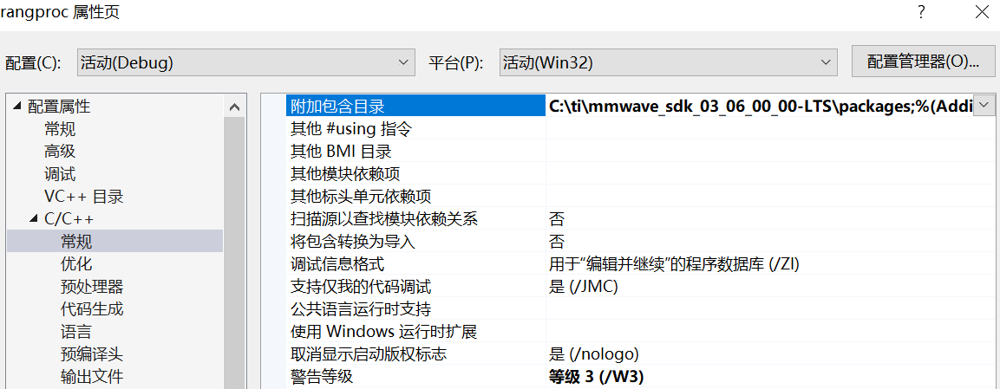 rangproc 属性页
配置(C): 活动(Debug) 平台(P): 活动(Win32) 配置管理器(O)...
配置属性
常规
高级
调试
VC++ 目录
C/C++
常规
优化
预处理器
代码生成
语言
预编译头
输出文件
附加包含目录 C:\ti\mmwave_sdk_03_06_00_00-LTS\packages;%(Addi
其他 #using 指令
其他 BMI 目录
其他模块依赖项
其他标头单元依赖项
扫描源以查找模块依赖关系 否
将包含转换为导入 否
调试信息格式 用于“编辑并继续”的程序数据库 (/ZI)
支持仅我的代码调试 是 (/JMC)
公共语言运行时支持
使用 Windows 运行时扩展
取消显示启动版权标志 是 (/nologo)
警告等级 等级 3 (/W3)